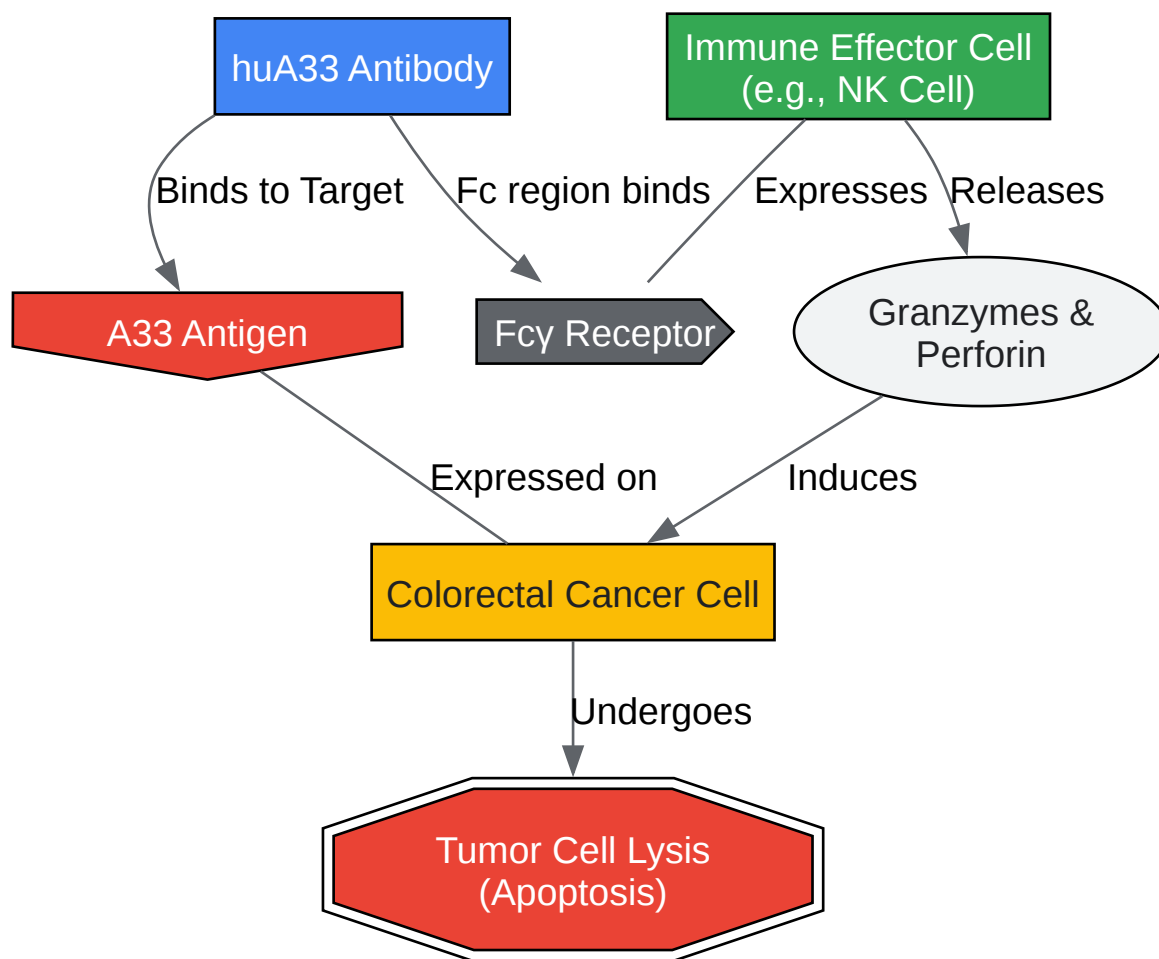 huA33 Antibody
Immune Effector Cell
(e.g., NK Cell)
Binds to Target
Fc region binds
Expresses
Releases
A33 Antigen
Fcγ Receptor
Granzymes &
Perforin
Expressed on
Induces
Colorectal Cancer Cell
Undergoes
Tumor Cell Lysis
(Apoptosis)